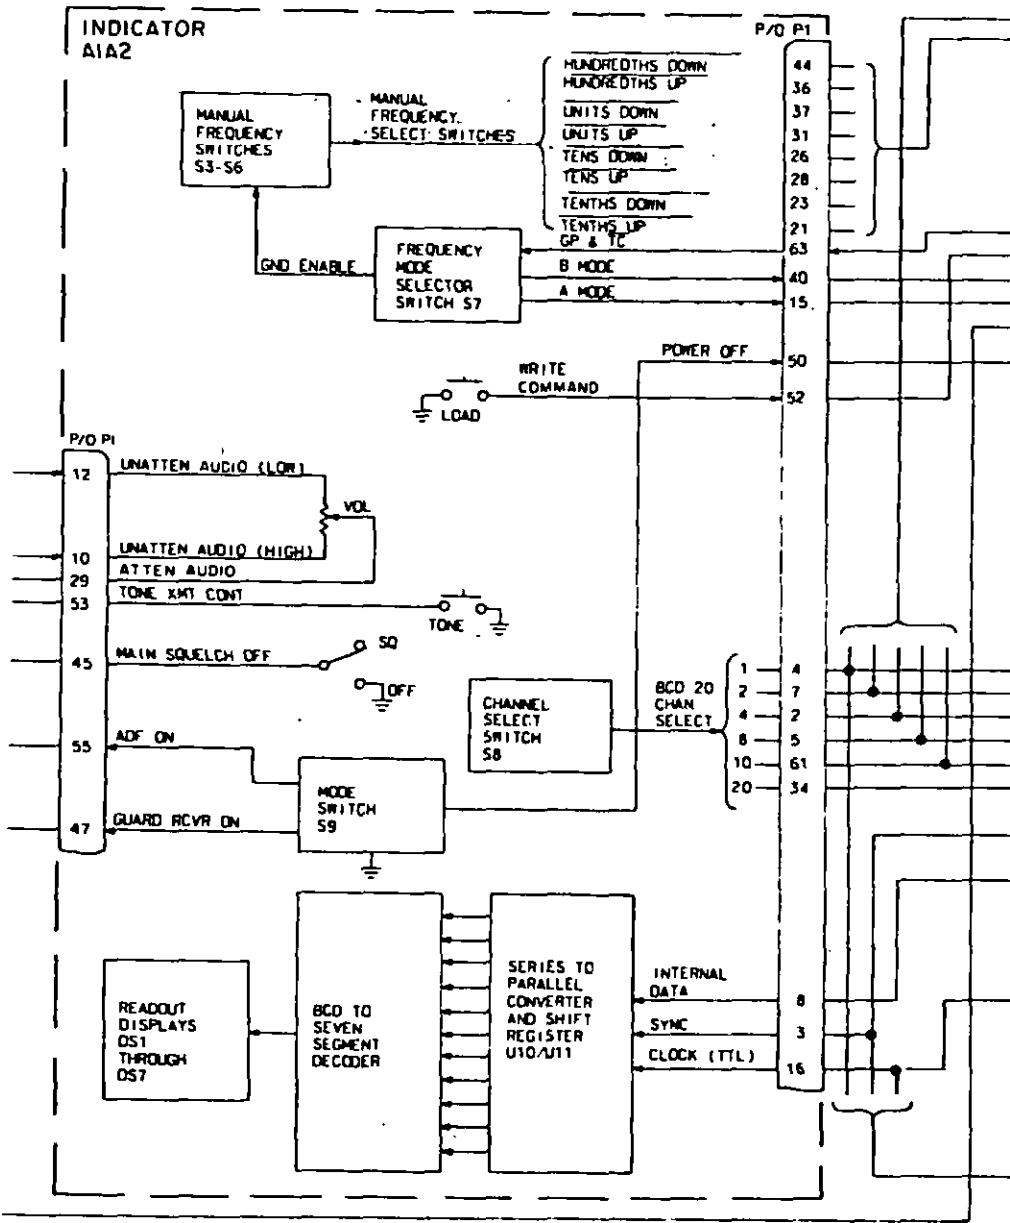 INDICATOR
A1A2
P/O P1
MANUAL
FREQUENCY
SWITCHES
S3-S6
MANUAL
FREQUENCY
SELECT SWITCHES
HUNDREDTHS DOWN
HUNDREDTHS UP
UNITS DOWN
UNITS UP
TENS DOWN
TENS UP
TENTHS DOWN
TENTHS UP
44
36
37
31
26
28
23
21
GND ENABLE
FREQUENCY
MODE
SELECTOR
SWITCH S7
GP & TC
B MODE
A MODE
63
40
15
POWER OFF
50
WRITE
COMMAND
52
LOAD
P/O P1
12
UNATTEN AUDIO (LOW)
VOL
10
UNATTEN AUDIO (HIGH)
29
ATTEN AUDIO
53
TONE XMT CONT
TONE
45
MAIN SQUELCH OFF
SQ
OFF
CHANNEL
SELECT
SWITCH
S8
BCD 20
CHAN
SELECT
1 4
2 7
4 2
8 5
10 61
20 34
55
ADF ON
MODE
SWITCH
S9
47
GUARD RCVR ON
READOUT
DISPLAYS
DS1
THROUGH
DS7
BCD TO
SEVEN
SEGMENT
DECODER
SERIES TO
PARALLEL
CONVERTER
AND SHIFT
REGISTER
U10/U11
INTERNAL
DATA
8
SYNC
3
CLOCK (TTL)
16